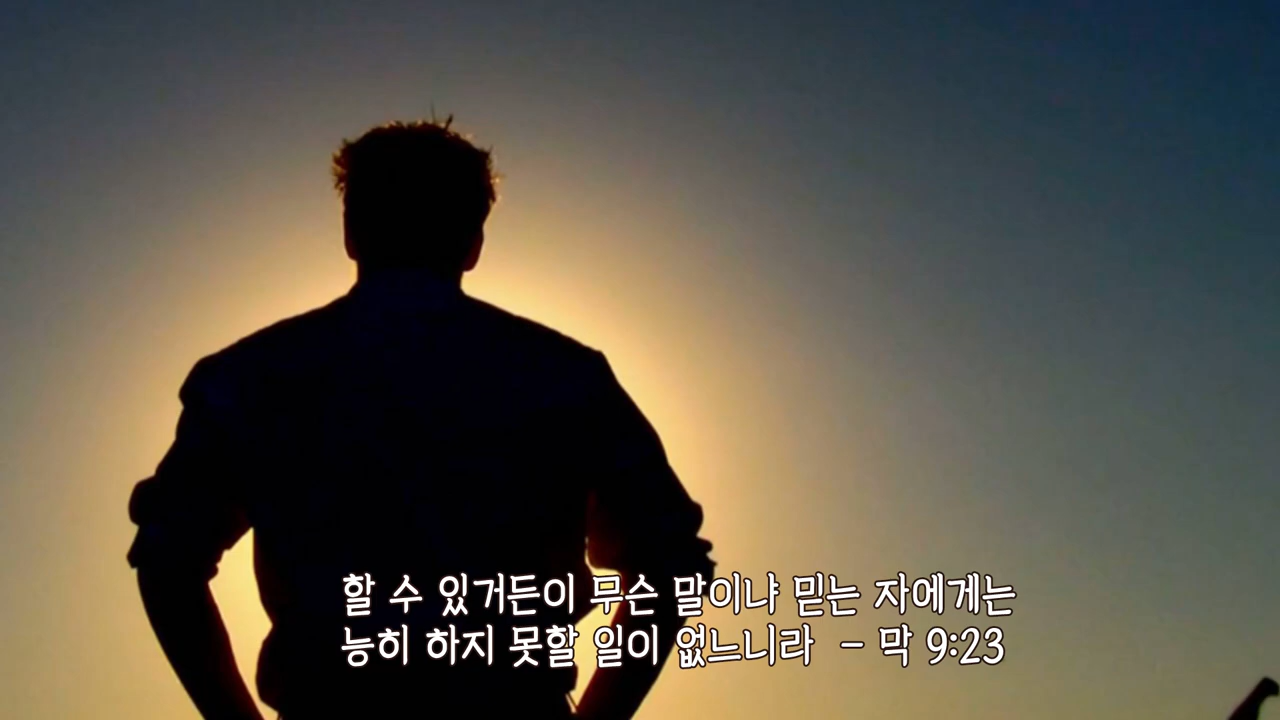 할 수 있거든이 무슨 말이냐 믿는 자에게는
능히 하지 못할 일이 없느니라 - 막 9:23